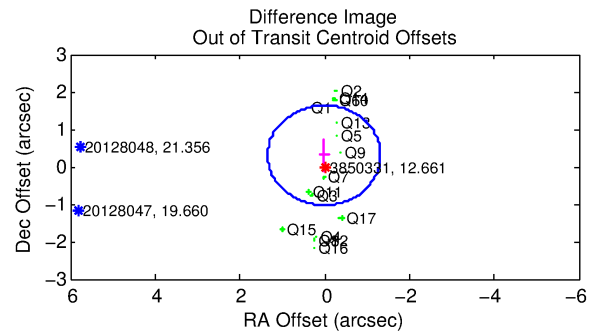 Difference Image
Out of Transit Centroid Offsets
Dec Offset (arcsec)
3
2
1
0
−1
−2
−3
Q2
Q1
Q13
Q5
Q9
20128048, 21.356
3850331, 12.661
Q7
Q11
Q3
20128047, 19.660
Q17
Q15
Q4
Q16
6
4
2
0
−2
−4
−6
RA Offset (arcsec)